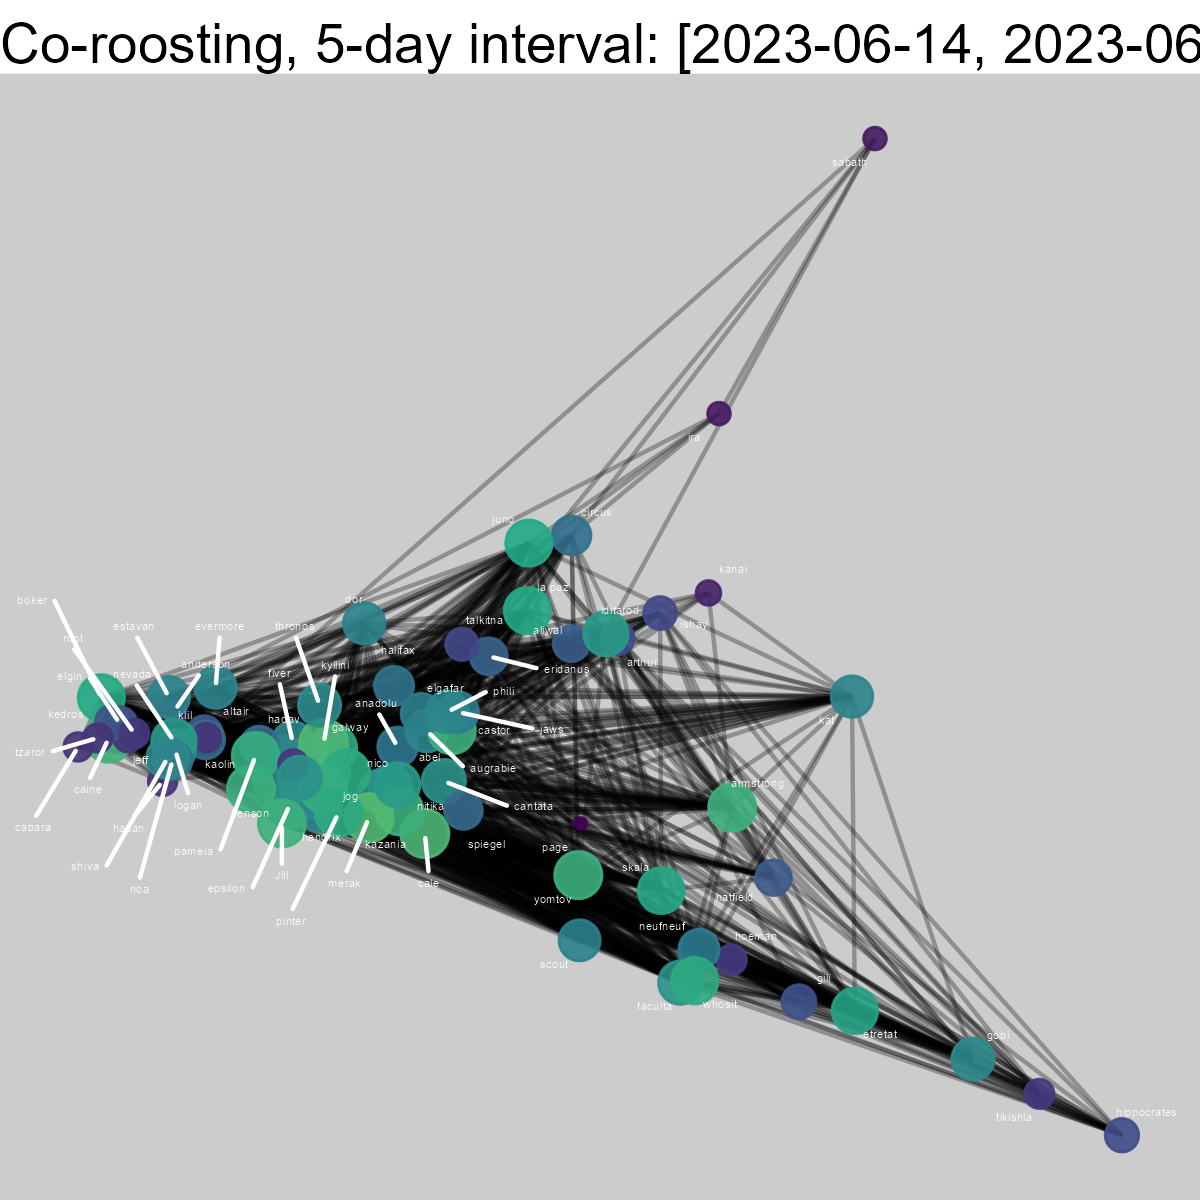 Co-roosting, 5-day interval: [2023-06-14, 2023-06
sabath
ira
juno
circus
kanai
la paz
boker
dor
iditarod
estavan
evermore
thronos
talkitna
aliwal
ishay
root
halifax
arthur
anderson
kyllini
eridanus
elgin
nevada
fiver
elgafar
phili
kedros
klil
altair
hadav
anadolu
kat
galway
castor
jaws
tzaror
jeff
kaolin
nico
abel
augrabie
caine
armstrong
jog
logan
nitika
cantata
capara
hasan
enson
hendrix
kazania
spiegel
page
pamela
shiva
noa
epsilon
Jill
merak
cale
skala
yomtov
hatfield
pinter
neufneuf
hoeman
scout
gili
faculta
whosit
etretat
gobi
tikishla
hippocrates